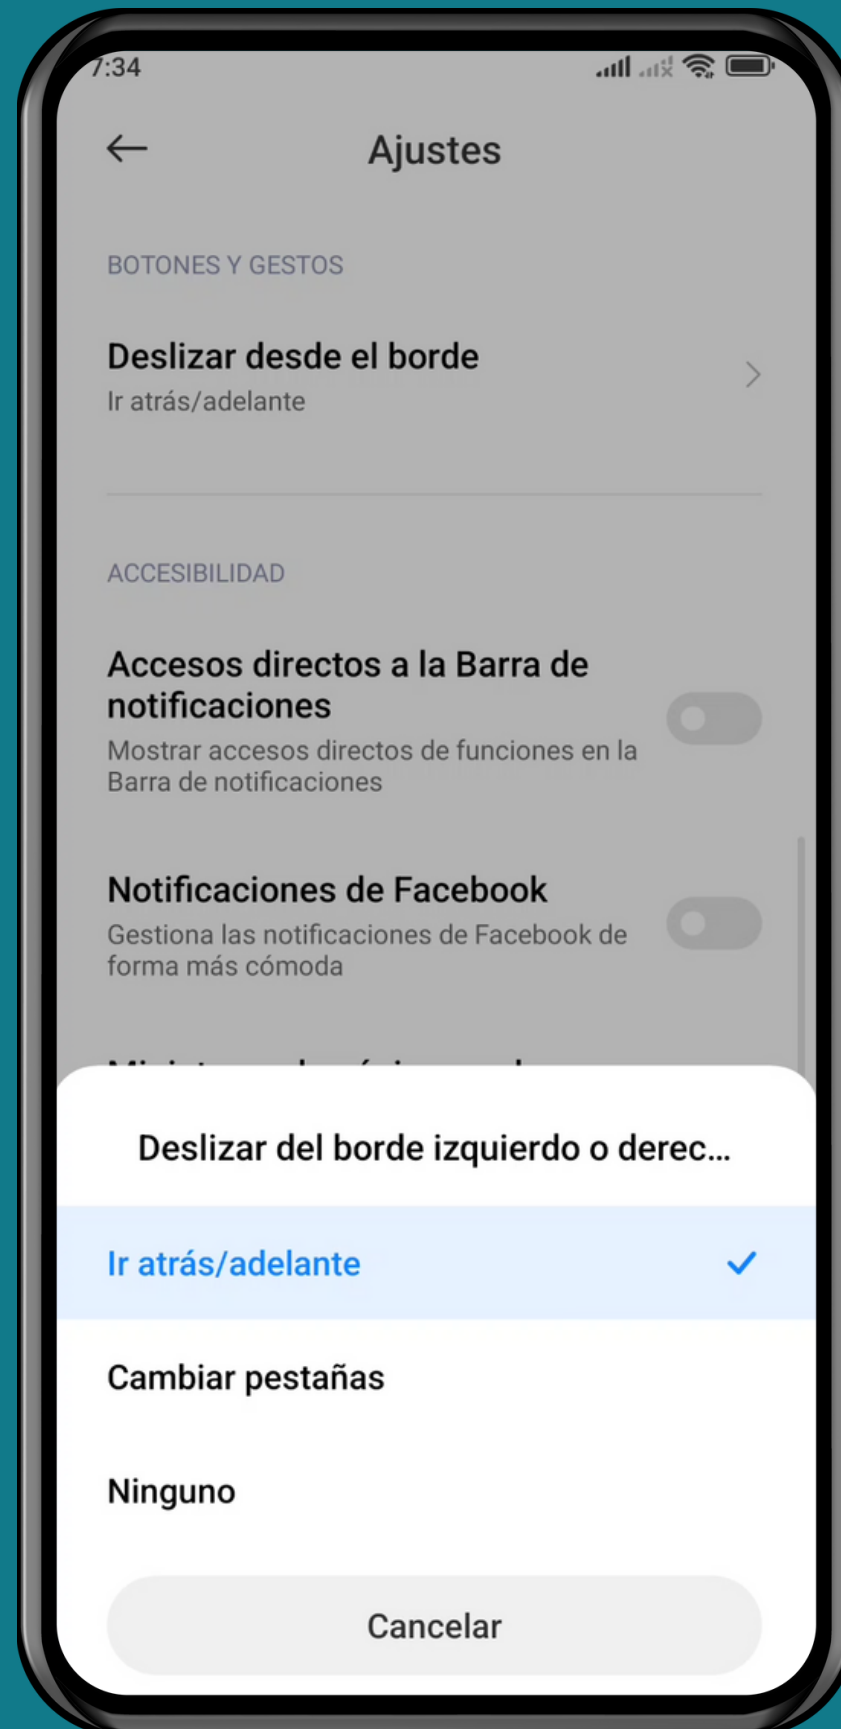 7:34
Ajustes
BOTONES Y GESTOS
Deslizar desde el borde
Ir atrás/adelante
ACCESIBILIDAD
Accesos directos a la Barra de
notificaciones
Mostrar accesos directos de funciones en la
Barra de notificaciones
Notificaciones de Facebook
Gestiona las notificaciones de Facebook de
forma más cómoda
Deslizar del borde izquierdo o derec...
Ir atrás/adelante
Cambiar pestañas
Ninguno
Cancelar